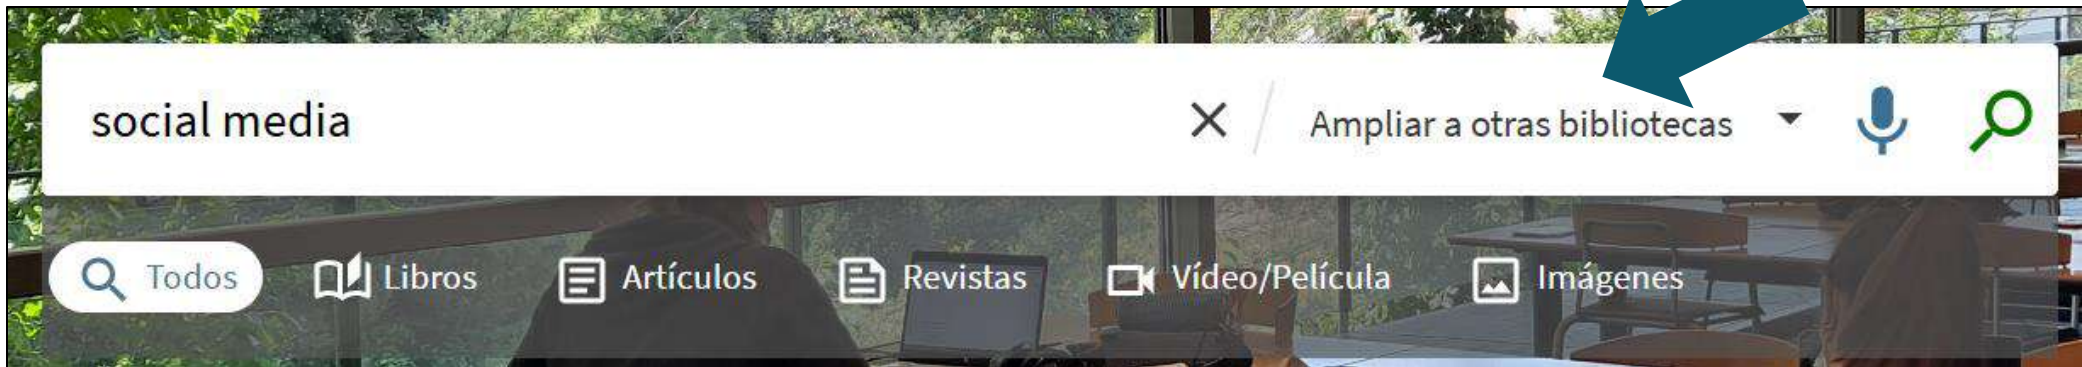 social media
Ampliar a otras bibliotecas
Todos Libros Artículos Revistas Vídeo/Película Imágenes